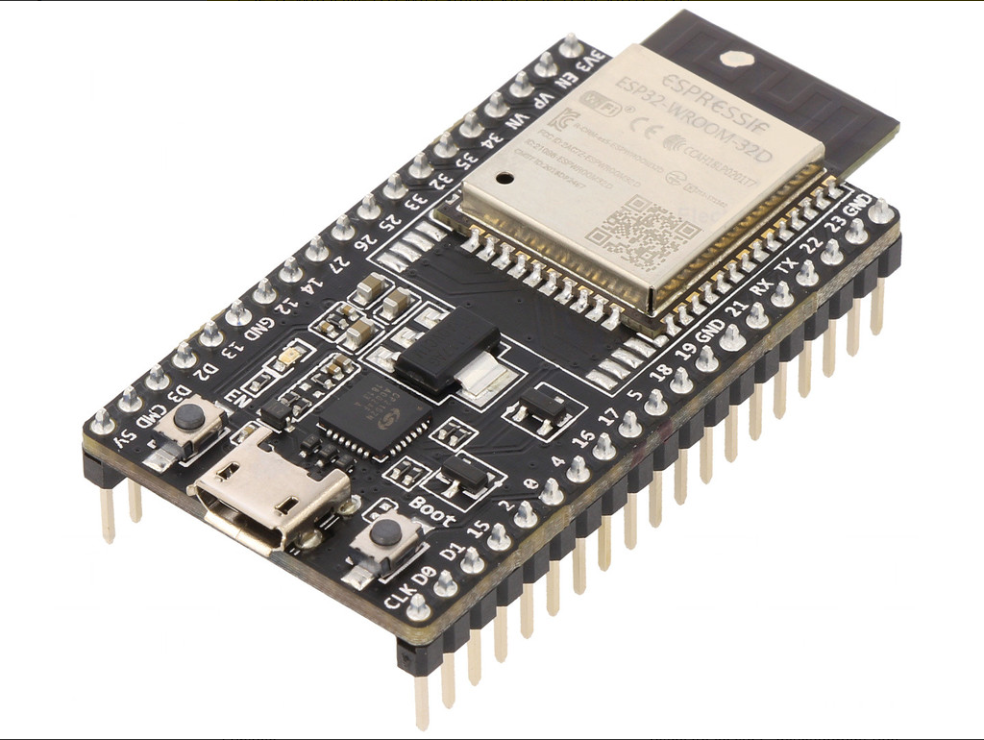 3V3
EN
VP
VN
34
35
32
33
25
26
27
14
12
GND
13
D2
D3
CMD
5V
ESPRESSIF
ESP32-WROOM-32D
WiFi
CE
EN
Boot
GND
23
22
TX
RX
21
GND
19
18
5
17
16
4
0
2
15
D1
D0
CLK